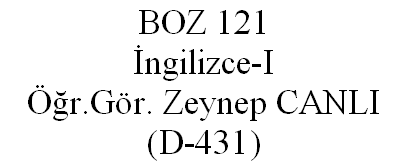 BOZ 121
İngilizce-I
Öğr.Gör. Zeynep CANLI
(D-431)